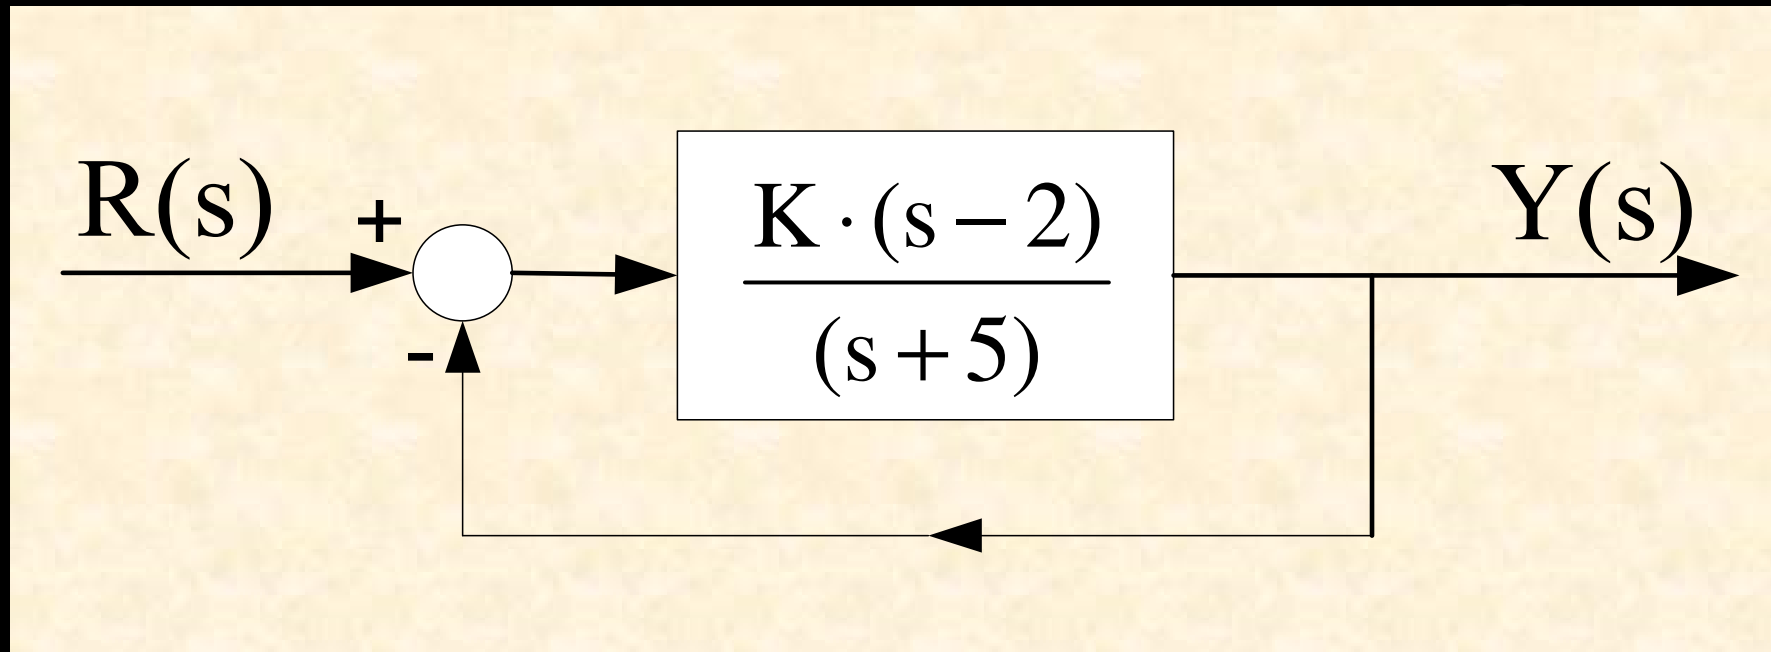 R(s)
+
-
K · (s − 2)
(s + 5)
Y(s)